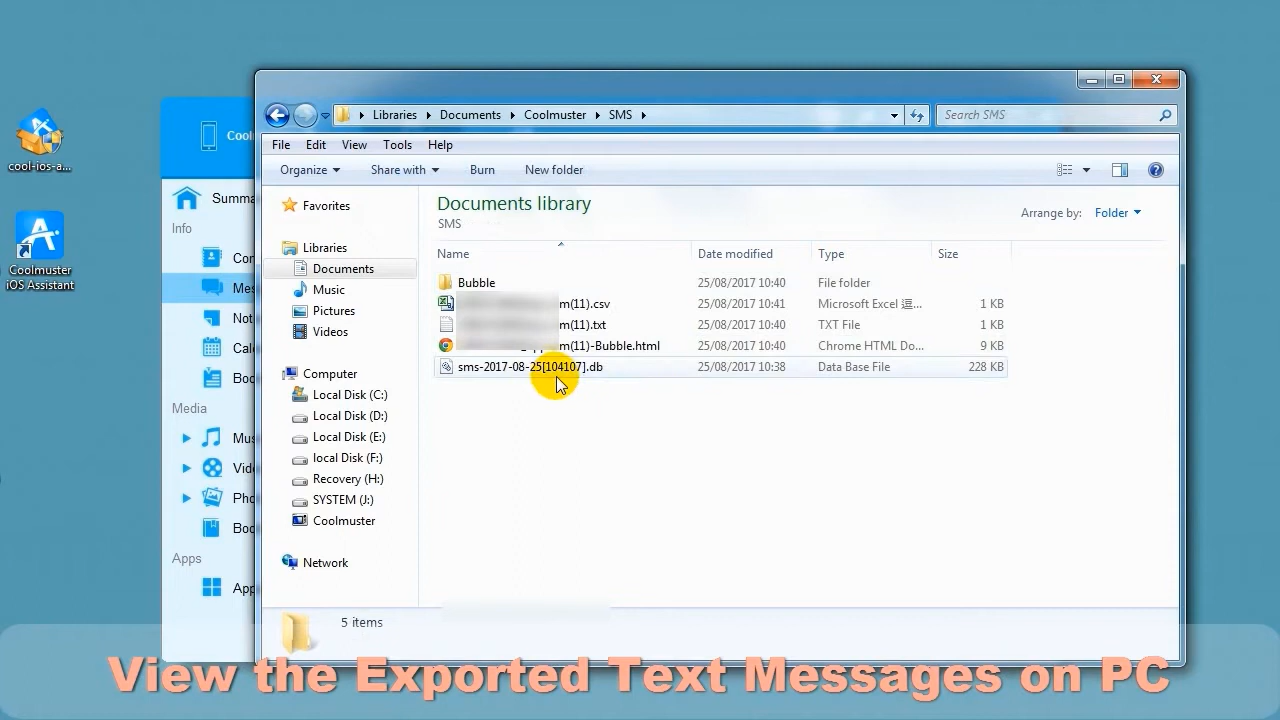 cool-ios-a...
Coolmuster
iOS Assistant
Cool
Summa
Info
Con
Mes
Not
Cal
Boo
Media
Mus
Vid
Pho
Boo
Apps
App
Libraries
Documents
Coolmuster
SMS
Search SMS
File
Edit
View
Tools
Help
Organize
Share with
Burn
New folder
Favorites
Libraries
Documents
Music
Pictures
Videos
Computer
Local Disk (C:)
Local Disk (D:)
Local Disk (E:)
local Disk (F:)
Recovery (H:)
SYSTEM (J:)
Coolmuster
Network
Documents library
SMS
Arrange by: Folder
Name Date modified Type Size
Bubble 25/08/2017 10:40 File folder
m(11).csv 25/08/2017 10:41 Microsoft Excel 逗... 1 KB
m(11).txt 25/08/2017 10:40 TXT File 1 KB
m(11)-Bubble.html 25/08/2017 10:40 Chrome HTML Do... 9 KB
sms-2017-08-25[104107].db 25/08/2017 10:38 Data Base File 228 KB
5 items
View the Exported Text Messages on PC